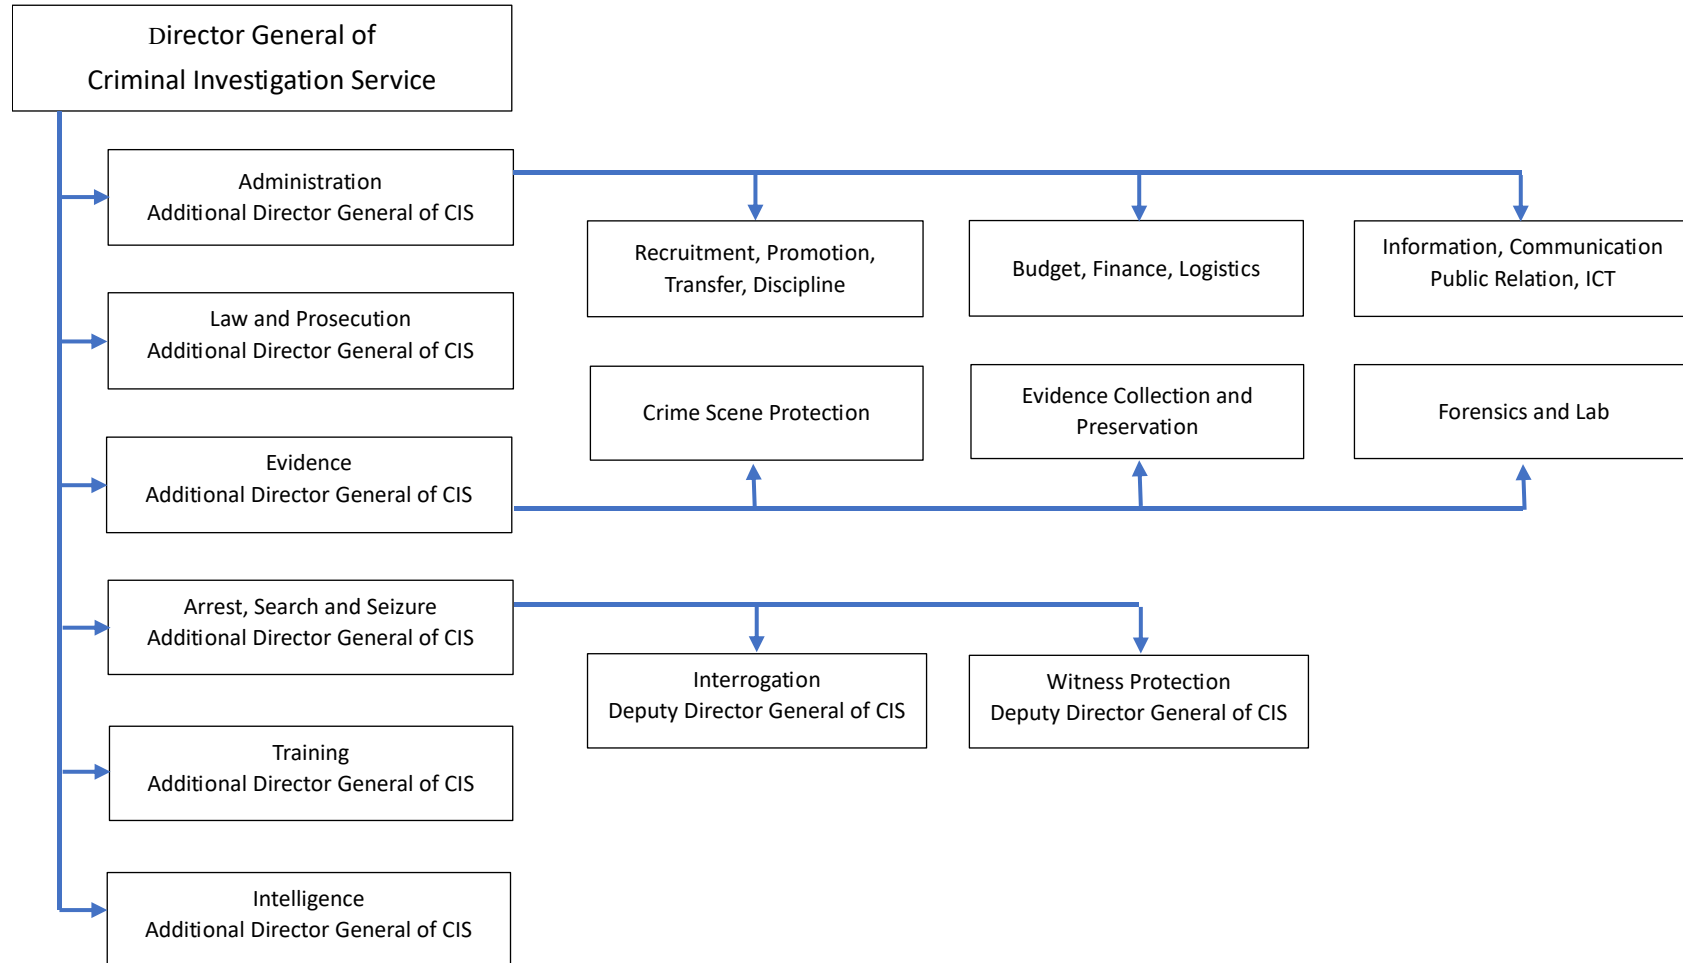 Director General of
Criminal Investigation Service
Administration
Additional Director General of CIS
Recruitment, Promotion,
Transfer, Discipline
Budget, Finance, Logistics
Information, Communication
Public Relation, ICT
Law and Prosecution
Additional Director General of CIS
Crime Scene Protection
Evidence Collection and
Preservation
Forensics and Lab
Evidence
Additional Director General of CIS
Arrest, Search and Seizure
Additional Director General of CIS
Interrogation
Deputy Director General of CIS
Witness Protection
Deputy Director General of CIS
Training
Additional Director General of CIS
Intelligence
Additional Director General of CIS